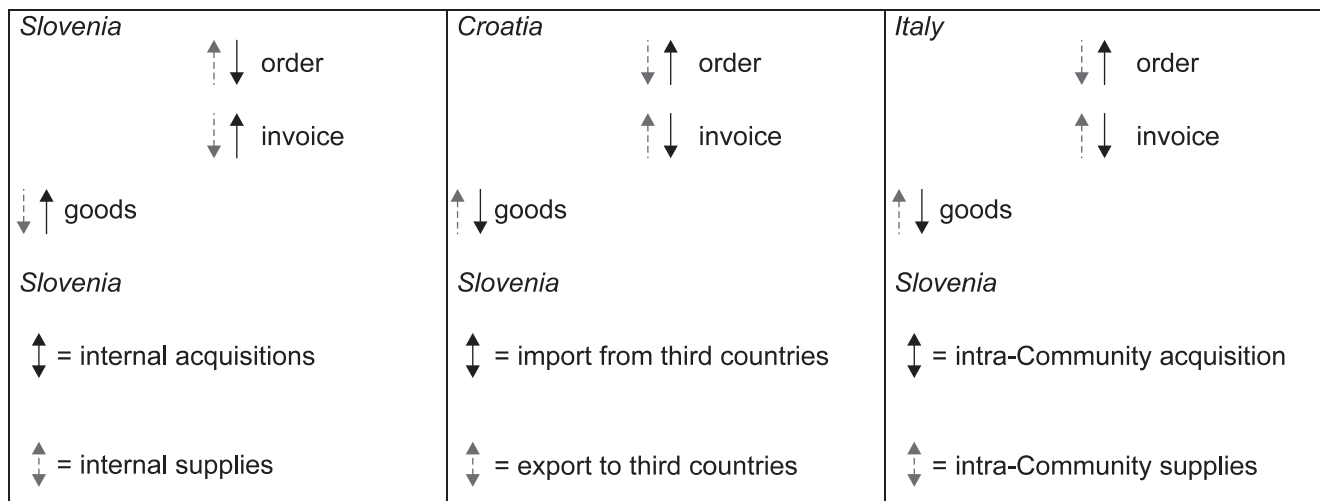 Slovenia
order
invoice
goods
Slovenia
= internal acquisitions
= internal supplies
Croatia
order
invoice
goods
Slovenia
= import from third countries
= export to third countries
Italy
order
invoice
goods
Slovenia
= intra-Community acquisition
= intra-Community supplies